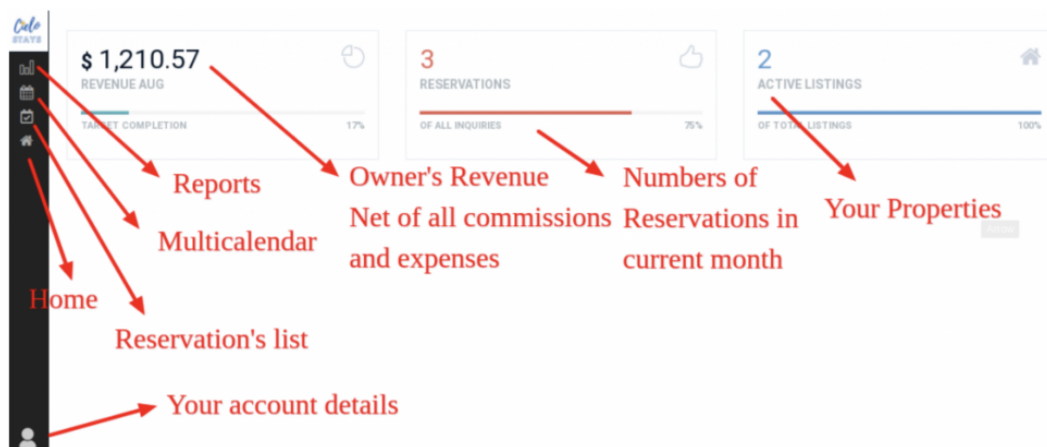 Cielo
STAYS
$ 1,210.57
REVENUE AUG
TARGET COMPLETION 17%
3
RESERVATIONS
OF ALL INQUIRIES 75%
2
ACTIVE LISTINGS
OF TOTAL LISTINGS 100%
Reports
Multicalendar
Home
Reservation's list
Your account details
Owner's Revenue
Net of all commissions
and expenses
Numbers of
Reservations in
current month
Your Properties